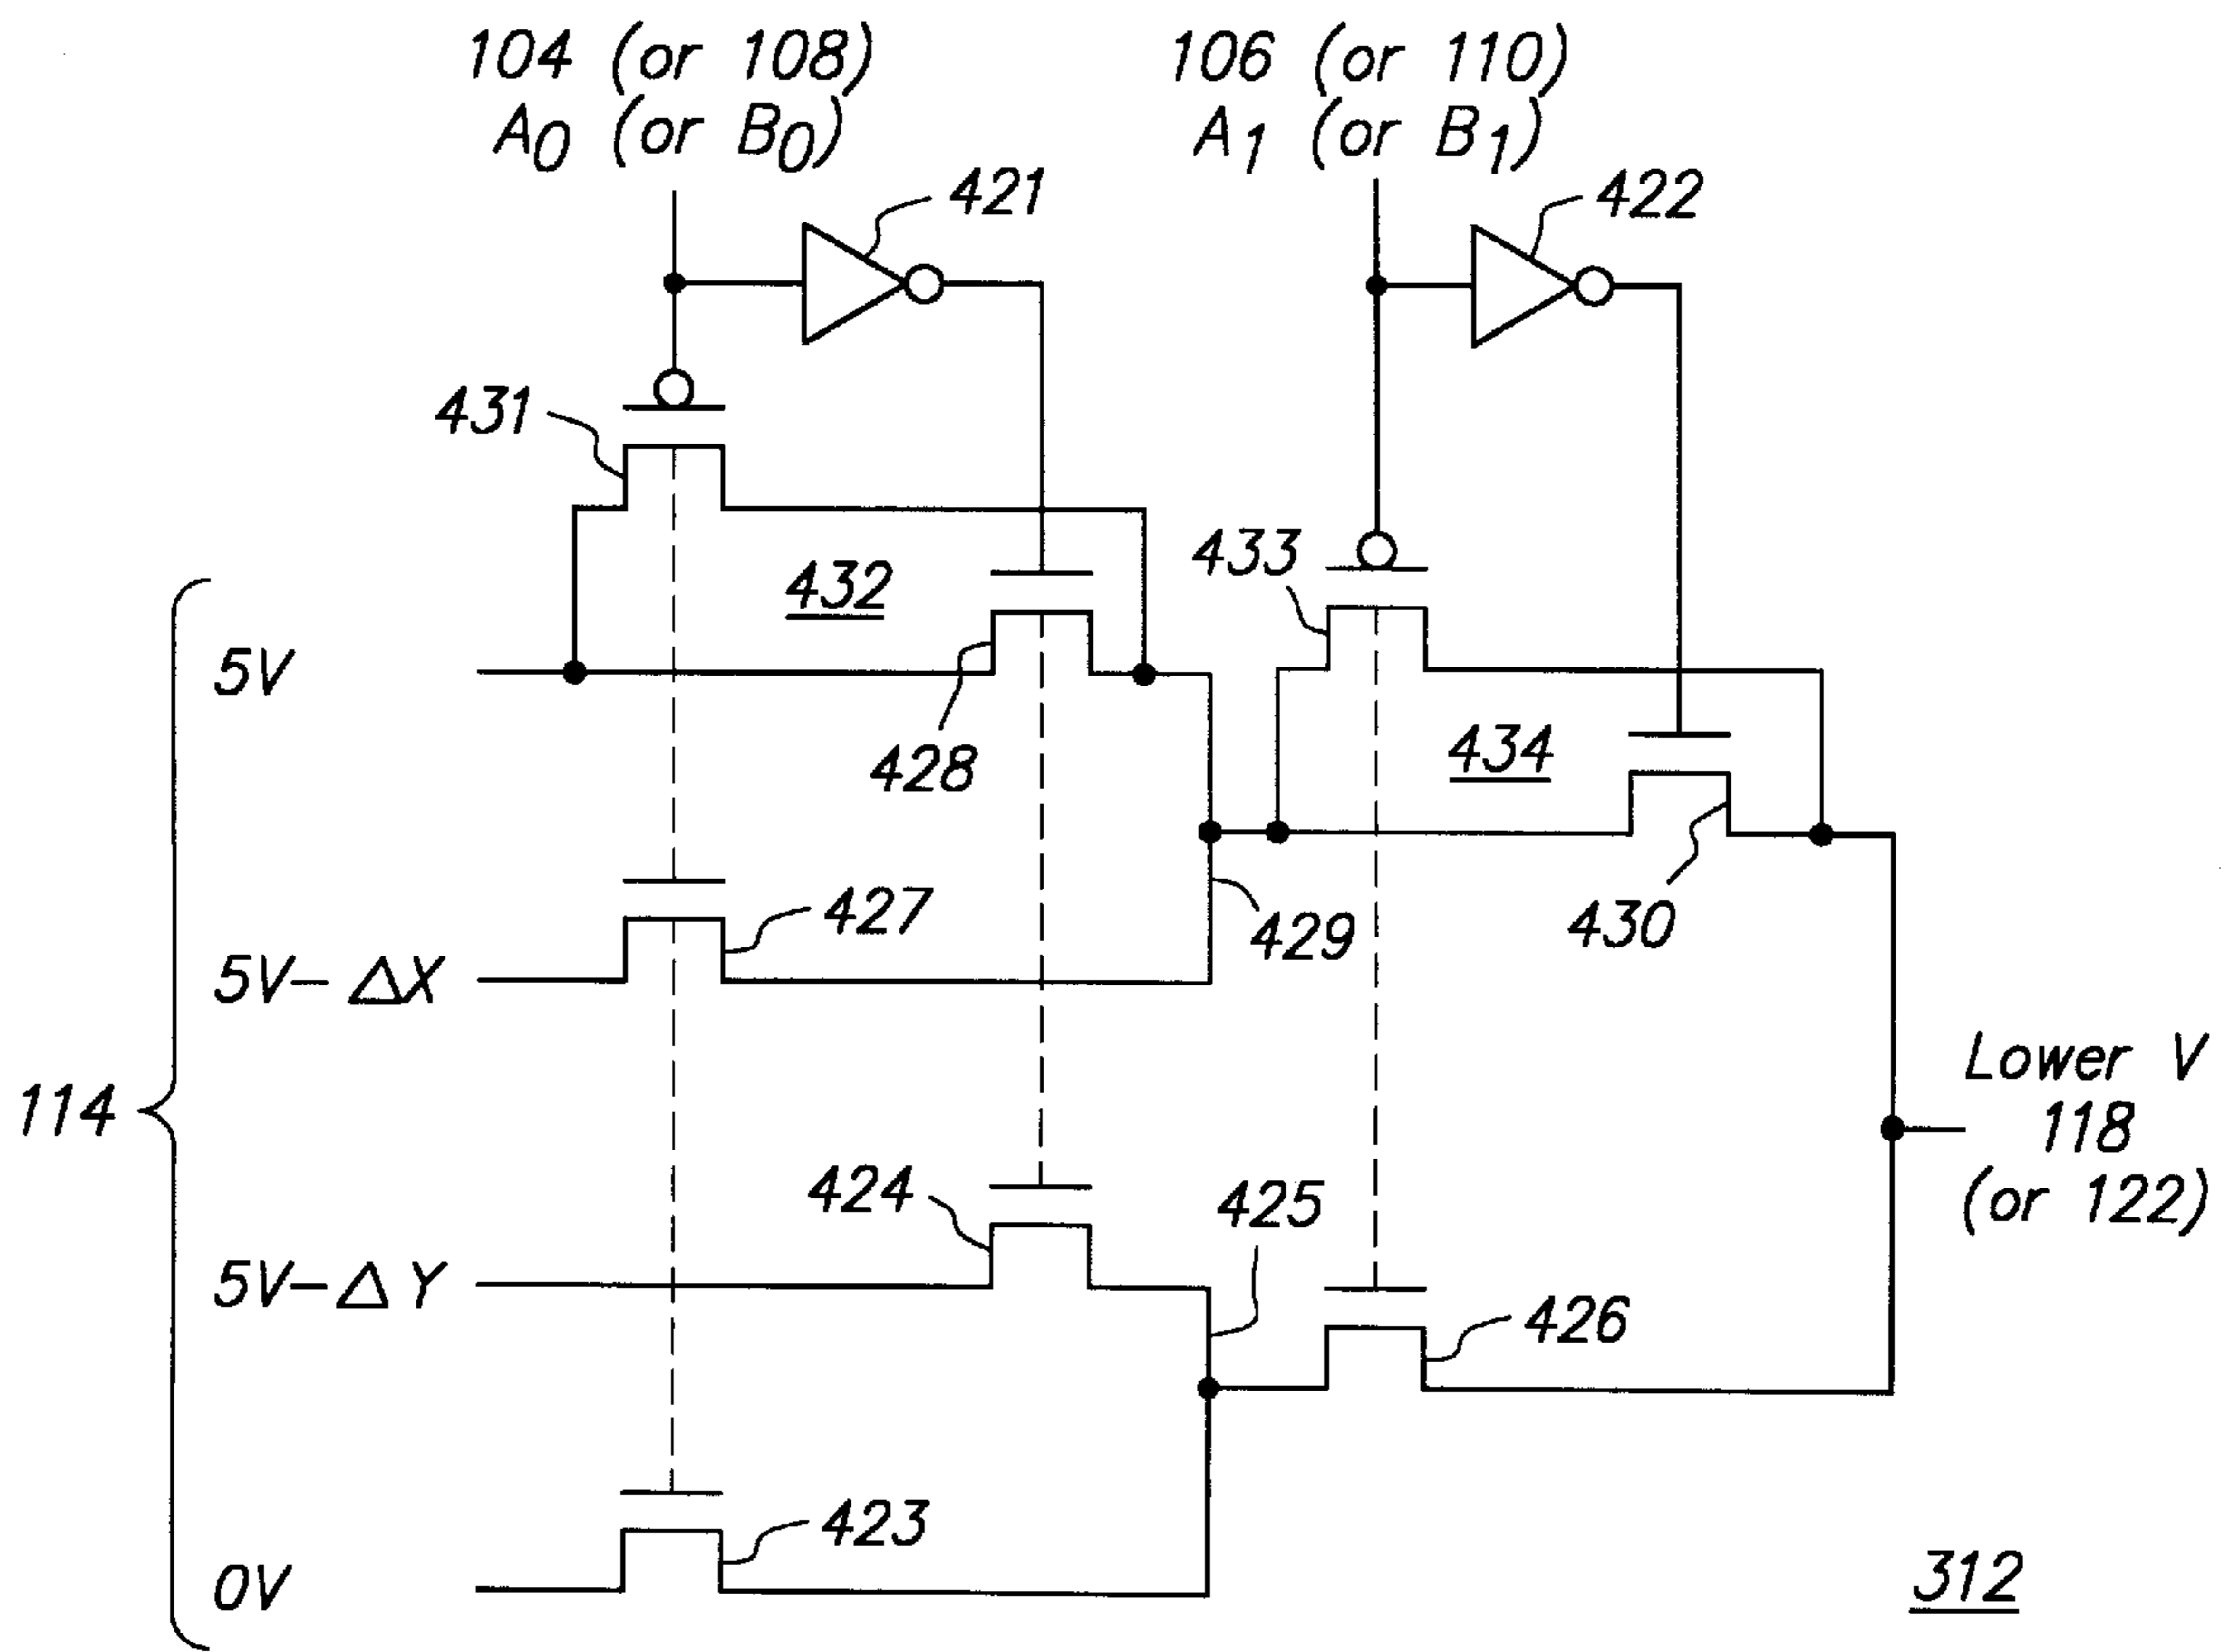 104 (or 108)
A0 (or B0)
106 (or 110)
A1 (or B1)
421
422
431
432
433
5V
428
434
427
429
430
5V-ΔX
114
Lower V
118
(or 122)
424
425
5V-ΔY
426
423
0V
312